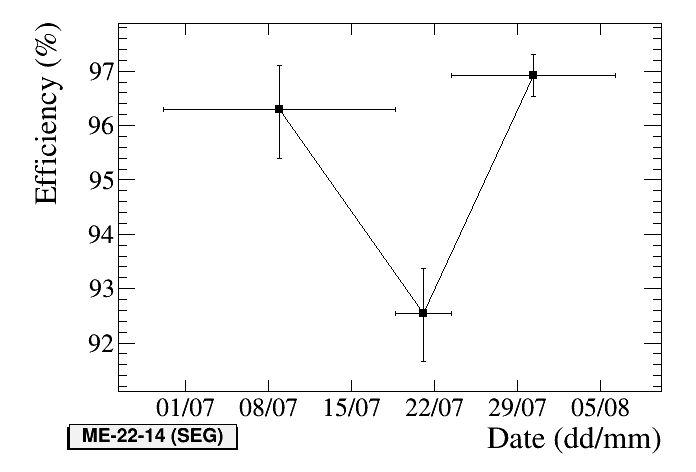 Efficiency (%)
97
96
95
94
93
92
01/07 08/07 15/07 22/07 29/07 05/08
ME-22-14 (SEG)
Date (dd/mm)